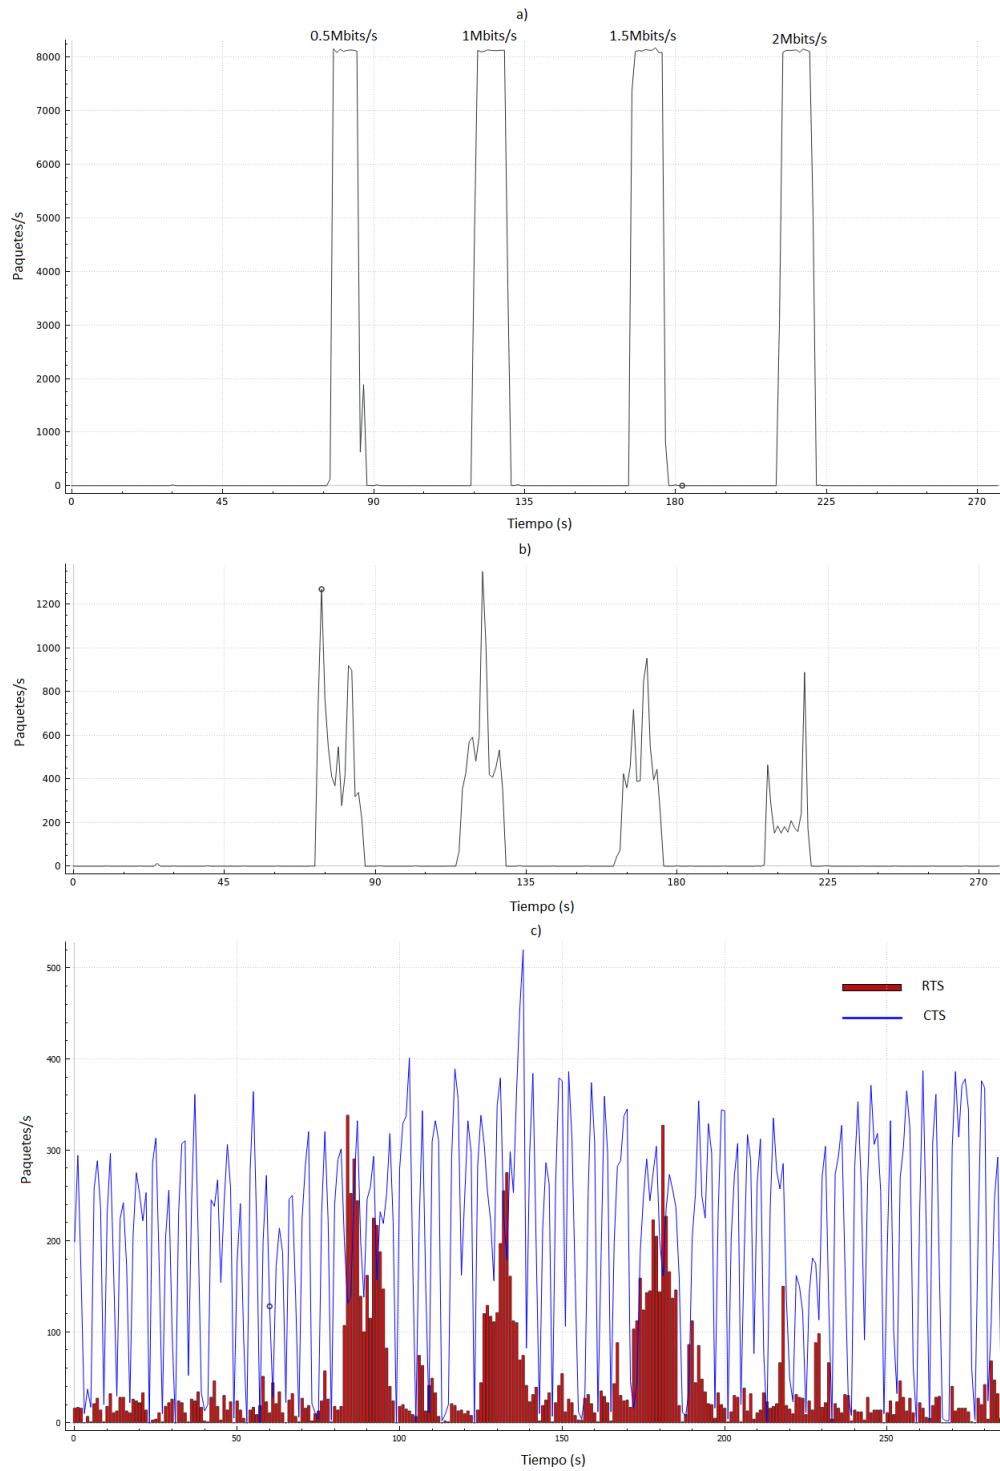 a)
0.5Mbits/s 1Mbits/s 1.5Mbits/s 2Mbits/s
8000
7000
6000
5000
4000
3000
2000
1000
0
Paquetes/s
0 45 90 135 180 225 270
Tiempo (s)
b)
1200
1000
800
600
400
200
0
Paquetes/s
0 45 90 135 180 225 270
Tiempo (s)
c)
500
400
300
200
100
0
Paquetes/s
RTS
CTS
0 50 100 150 200 250
Tiempo (s)